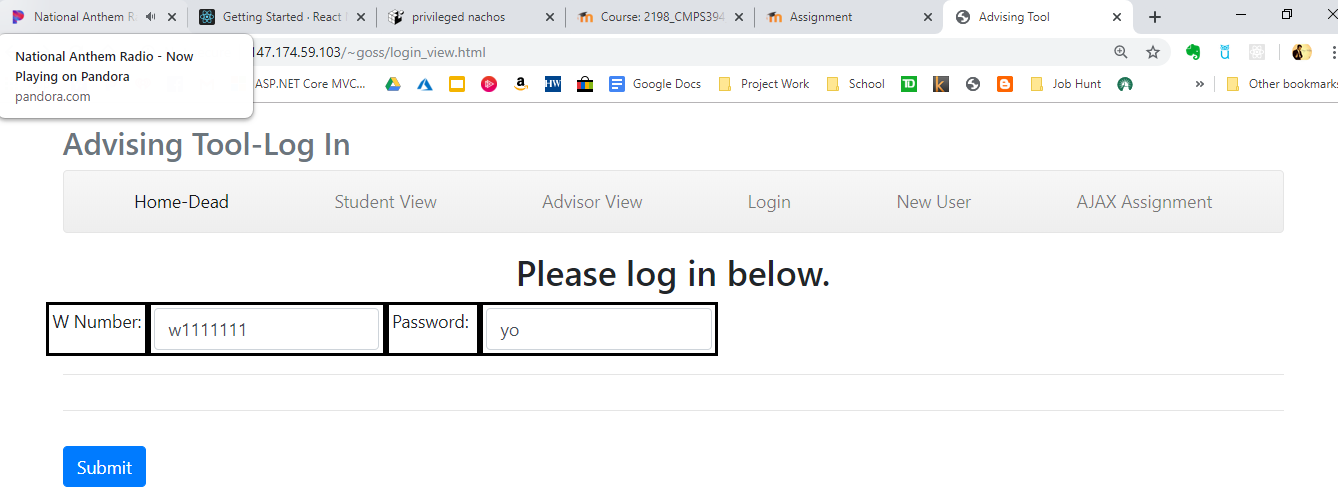 National Anthem R
Getting Started · React
privileged nachos
Course: 2198_CMPS394
Assignment
Advising Tool
National Anthem Radio - Now
Playing on Pandora
pandora.com
147.174.59.103/~goss/login_view.html
ASP.NET Core MVC...
HW
Google Docs
Project Work
School
TD
k
Job Hunt
»
Other bookmarks
Advising Tool-Log In
Home-Dead
Student View
Advisor View
Login
New User
AJAX Assignment
Please log in below.
W Number:
w1111111
Password:
yo
Submit